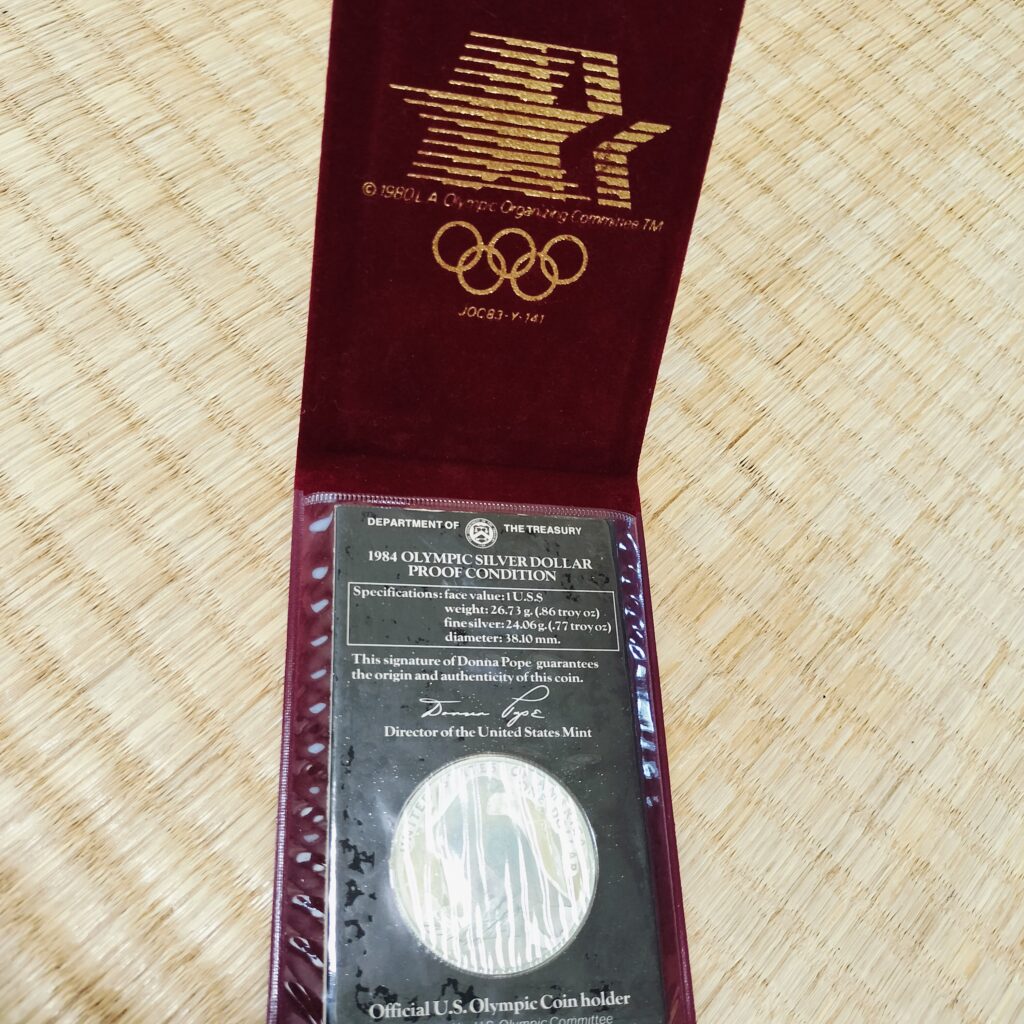 © 1980 L A Olympic Organizing Committee TM
JOC83-Y-141
DEPARTMENT OF THE TREASURY
1984 OLYMPIC SILVER DOLLAR
PROOF CONDITION
Specifications: face value: 1 U.S.$
weight: 26.73 g. (.86 troy oz)
fine silver: 24.06 g. (.77 troy oz)
diameter: 38.10 mm.
This signature of Donna Pope guarantees
the origin and authenticity of this coin.
Donna Pope
Director of the United States Mint
Official U.S. Olympic Coin holder
U.S. Olympic Committee